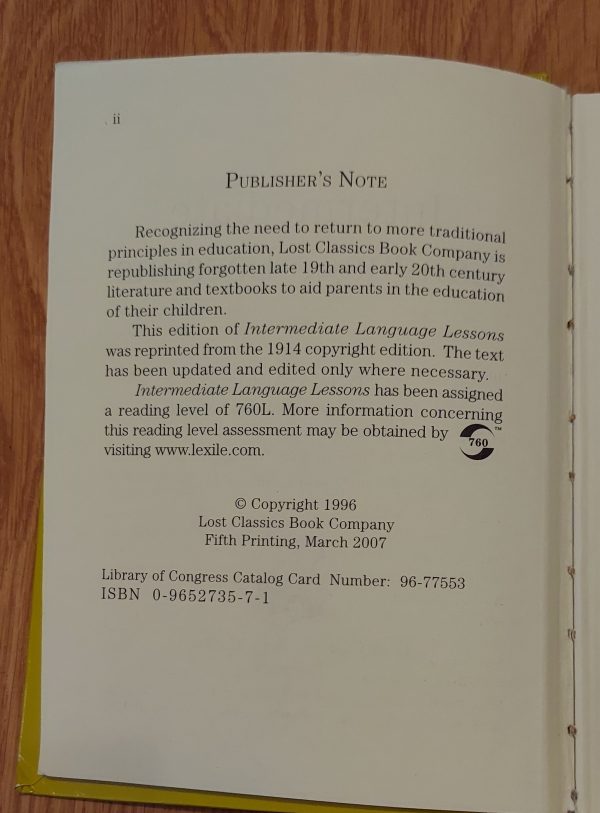 ii
PUBLISHER'S NOTE
Recognizing the need to return to more traditional
principles in education, Lost Classics Book Company is
republishing forgotten late 19th and early 20th century
literature and textbooks to aid parents in the education
of their children.
This edition of Intermediate Language Lessons
was reprinted from the 1914 copyright edition. The text
has been updated and edited only where necessary.
Intermediate Language Lessons has been assigned
a reading level of 760L. More information concerning
this reading level assessment may be obtained by
visiting www.lexile.com.
760 ™
© Copyright 1996
Lost Classics Book Company
Fifth Printing, March 2007
Library of Congress Catalog Card Number: 96-77553
ISBN 0-9652735-7-1